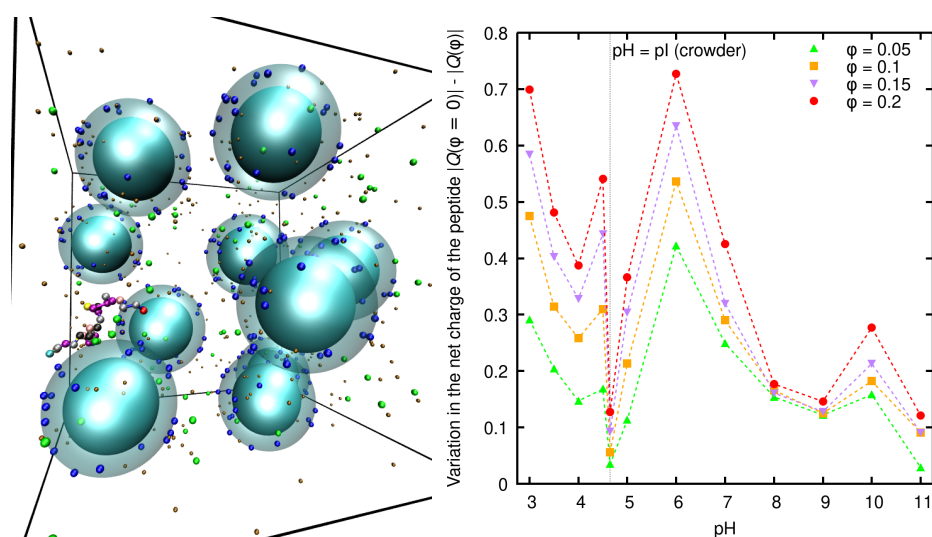 Variation in the net charge of the peptide |Q(φ = 0)| - |Q(φ)|
0.8
0.7
0.6
0.5
0.4
0.3
0.2
0.1
0
pH = pI (crowder)
φ = 0.05
φ = 0.1
φ = 0.15
φ = 0.2
3 4 5 6 7 8 9 10 11
pH